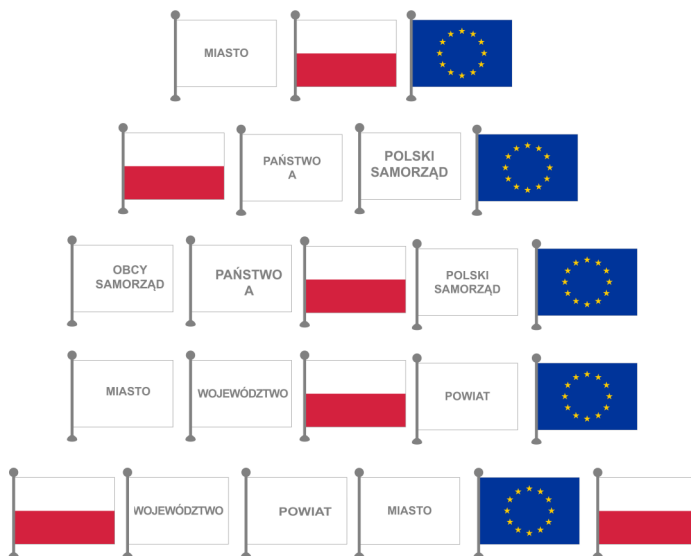 MIASTO
PAŃSTWO
A
POLSKI
SAMORZĄD
OBCY
SAMORZĄD
PAŃSTWO
A
POLSKI
SAMORZĄD
MIASTO
WOJEWÓDZTWO
POWIAT
WOJEWÓDZTWO
POWIAT
MIASTO